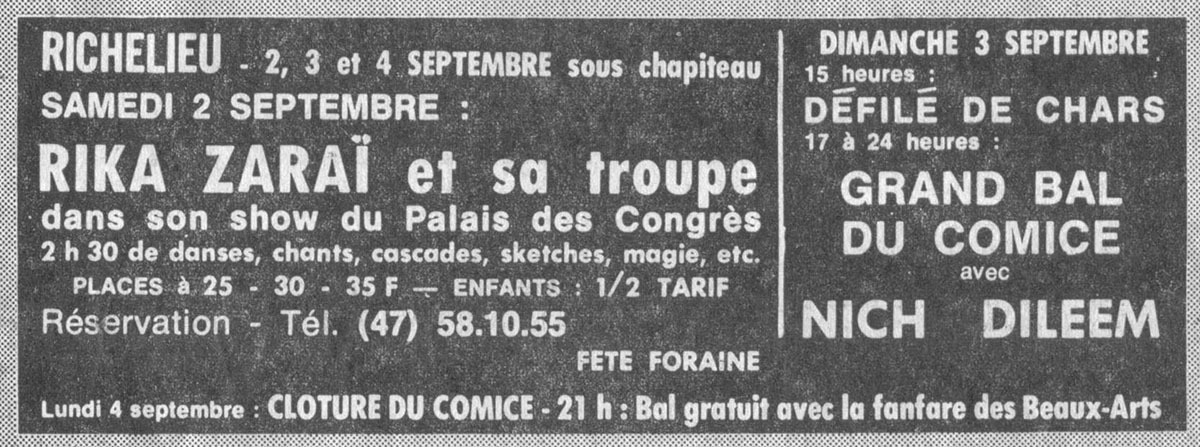 RICHELIEU - 2, 3 et 4 SEPTEMBRE sous chapiteau
SAMEDI 2 SEPTEMBRE :
RIKA ZARAÏ et sa troupe
dans son show du Palais des Congrès
2 h 30 de danses, chants, cascades, sketches, magie, etc.
PLACES à 25 - 30 - 35 F — ENFANTS : 1/2 TARIF
Réservation - Tél. (47) 58.10.55
FETE FORAINE
DIMANCHE 3 SEPTEMBRE
15 heures :
DÉFILÉ DE CHARS
17 à 24 heures :
GRAND BAL
DU COMICE
avec
NICH DILEEM
Lundi 4 septembre : CLOTURE DU COMICE - 21 h : Bal gratuit avec la fanfare des Beaux-Arts